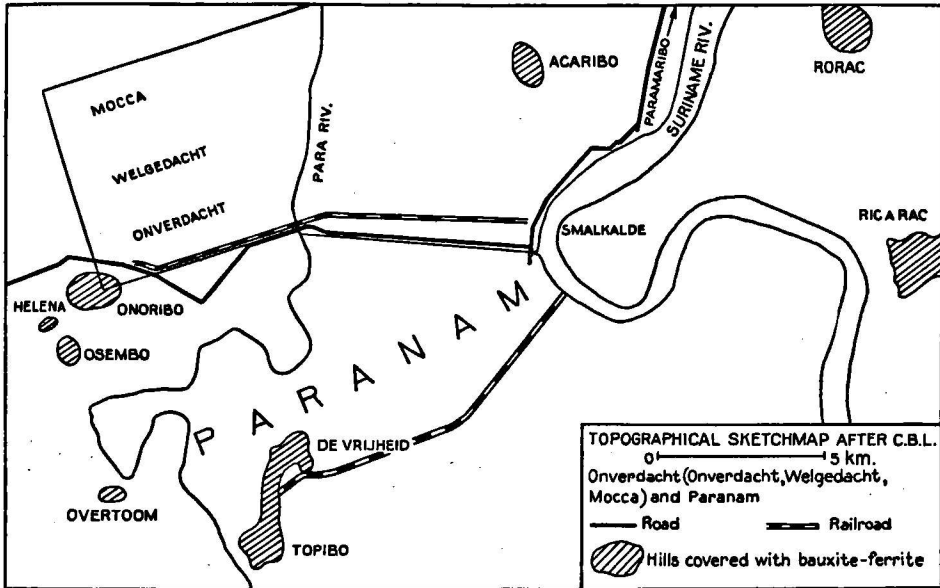 MOCCA
WELGEDACHT
ONVERDACHT
PARA RIV.
ACARIBO
PARAMARIBO
SURINAME RIV.
RORAC
SMALKALDE
RICARAC
HELENA
ONORIBO
OSEMBO
PARANAM
DE VRIJHEID
OVERTOOM
TOPIBO
TOPOGRAPHICAL SKETCHMAP AFTER C.B.L.
0 5 km.
Onverdacht (Onverdacht, Welgedacht,
Mocca) and Paranam
Road Railroad
Hills covered with bauxite-ferrite